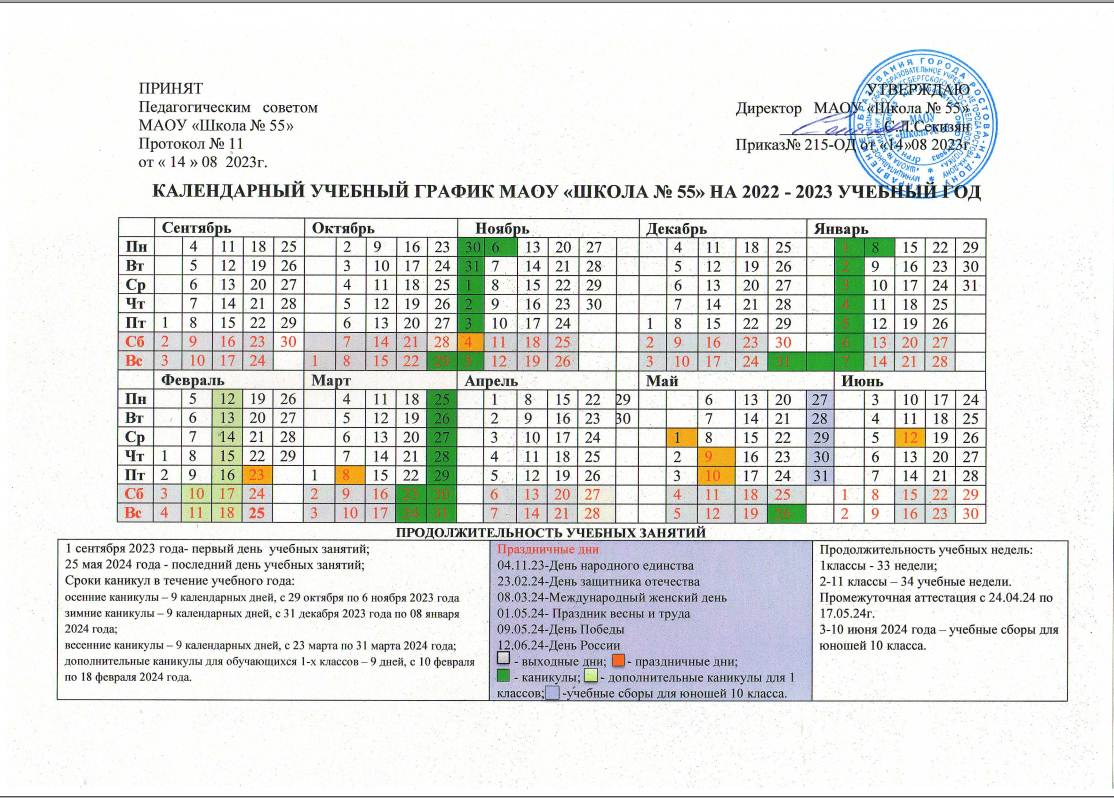 ПРИНЯТ
Педагогическим советом
МАОУ «Школа № 55»
Протокол № 11
от « 14 » 08 2023г.
УТВЕРЖДАЮ
Директор МАОУ «Школа № 55»
С.Л.Секизян
Приказ№ 215-ОД от «14»08 2023г
КАЛЕНДАРНЫЙ УЧЕБНЫЙ ГРАФИК МАОУ «ШКОЛА № 55» НА 2022 - 2023 УЧЕБНЫЙ ГОД
Сентябрь Октябрь Ноябрь Декабрь Январь
Пн 4 11 18 25 2 9 16 23 30 6 13 20 27 4 11 18 25 1 8 15 22 29
Вт 5 12 19 26 3 10 17 24 31 7 14 21 28 5 12 19 26 2 9 16 23 30
Ср 6 13 20 27 4 11 18 25 1 8 15 22 29 6 13 20 27 3 10 17 24 31
Чт 7 14 21 28 5 12 19 26 2 9 16 23 30 7 14 21 28 4 11 18 25
Пт 1 8 15 22 29 6 13 20 27 3 10 17 24 1 8 15 22 29 5 12 19 26
Сб 2 9 16 23 30 7 14 21 28 4 11 18 25 2 9 16 23 30 6 13 20 27
Вс 3 10 17 24 1 8 15 22 29 5 12 19 26 3 10 17 24 31 7 14 21 28
Февраль Март Апрель Май Июнь
Пн 5 12 19 26 4 11 18 25 1 8 15 22 29 6 13 20 27 3 10 17 24
Вт 6 13 20 27 5 12 19 26 2 9 16 23 30 7 14 21 28 4 11 18 25
Ср 7 14 21 28 6 13 20 27 3 10 17 24 1 8 15 22 29 5 12 19 26
Чт 1 8 15 22 29 7 14 21 28 4 11 18 25 2 9 16 23 30 6 13 20 27
Пт 2 9 16 23 1 8 15 22 29 5 12 19 26 3 10 17 24 31 7 14 21 28
Сб 3 10 17 24 2 9 16 23 30 6 13 20 27 4 11 18 25 1 8 15 22 29
Вс 4 11 18 25 3 10 17 24 31 7 14 21 28 5 12 19 26 2 9 16 23 30
ПРОДОЛЖИТЕЛЬНОСТЬ УЧЕБНЫХ ЗАНЯТИЙ
1 сентября 2023 года- первый день учебных занятий;
25 мая 2024 года - последний день учебных занятий;
Сроки каникул в течение учебного года:
осенние каникулы – 9 календарных дней, с 29 октября по 6 ноября 2023 года
зимние каникулы – 9 календарных дней, с 31 декабря 2023 года по 08 января
2024 года;
весенние каникулы – 9 календарных дней, с 23 марта по 31 марта 2024 года;
дополнительные каникулы для обучающихся 1-х классов – 9 дней, с 10 февраля
по 18 февраля 2024 года.
Праздничные дни
04.11.23-День народного единства
23.02.24-День защитника отечества
08.03.24-Международный женский день
01.05.24- Праздник весны и труда
09.05.24-День Победы
12.06.24-День России
- выходные дни; - праздничные дни;
- каникулы; - дополнительные каникулы для 1
классов; -учебные сборы для юношей 10 класса.
Продолжительность учебных недель:
1классы - 33 недели;
2-11 классы – 34 учебные недели.
Промежуточная аттестация с 24.04.24 по
17.05.24г.
3-10 июня 2024 года – учебные сборы для
юношей 10 класса.